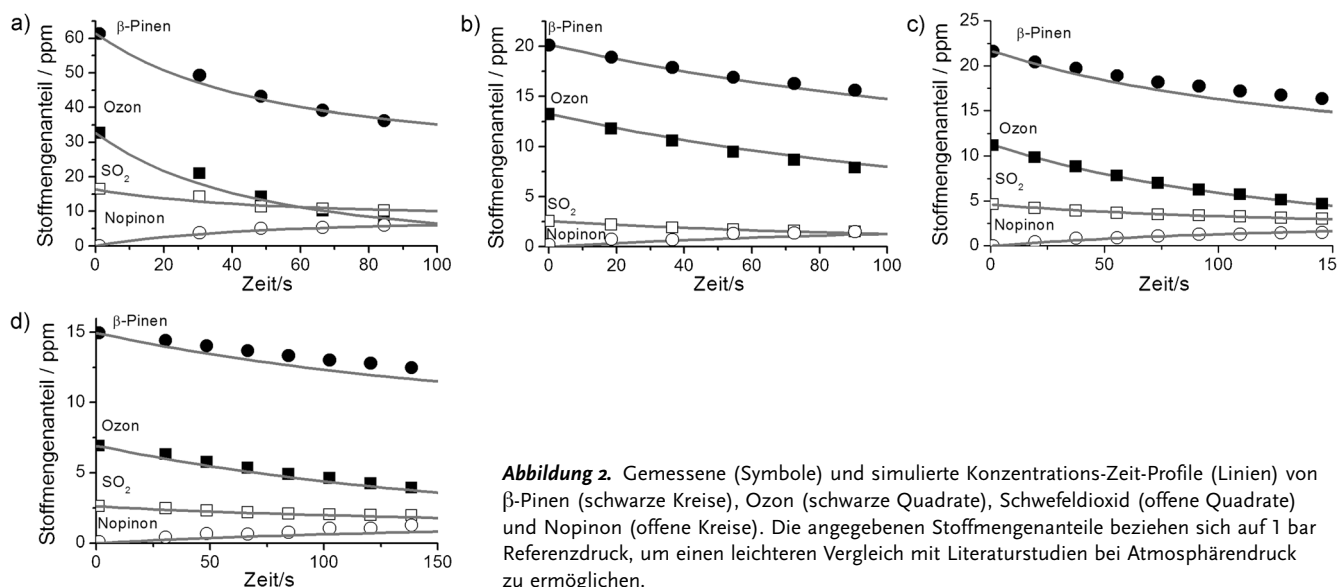 a)
Stoffmengenanteil / ppm
60
50
40
30
20
10
0
β-Pinen
Ozon
SO2
Nopinon
0 20 40 60 80 100
Zeit/s
b)
Stoffmengenanteil / ppm
20
15
10
5
0
β-Pinen
Ozon
SO2
Nopinon
0 20 40 60 80 100
Zeit/s
c)
Stoffmengenanteil / ppm
25
20
15
10
5
0
β-Pinen
Ozon
SO2
Nopinon
0 50 100 15
Zeit/s
d)
Stoffmengenanteil / ppm
15
10
5
0
β-Pinen
Ozon
SO2
Nopinon
0 50 100 150
Zeit/s
Abbildung 2. Gemessene (Symbole) und simulierte Konzentrations-Zeit-Profile (Linien) von
β-Pinen (schwarze Kreise), Ozon (schwarze Quadrate), Schwefeldioxid (offene Quadrate)
und Nopinon (offene Kreise). Die angegebenen Stoffmengenanteile beziehen sich auf 1 bar
Referenzdruck, um einen leichteren Vergleich mit Literaturstudien bei Atmosphärendruck
zu ermöglichen.